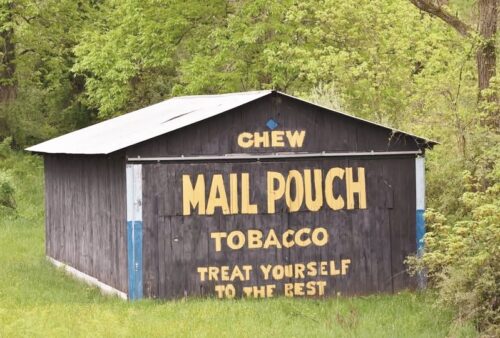 CHEW
MAIL POUCH
TOBACCO
TREAT YOURSELF
TO THE BEST